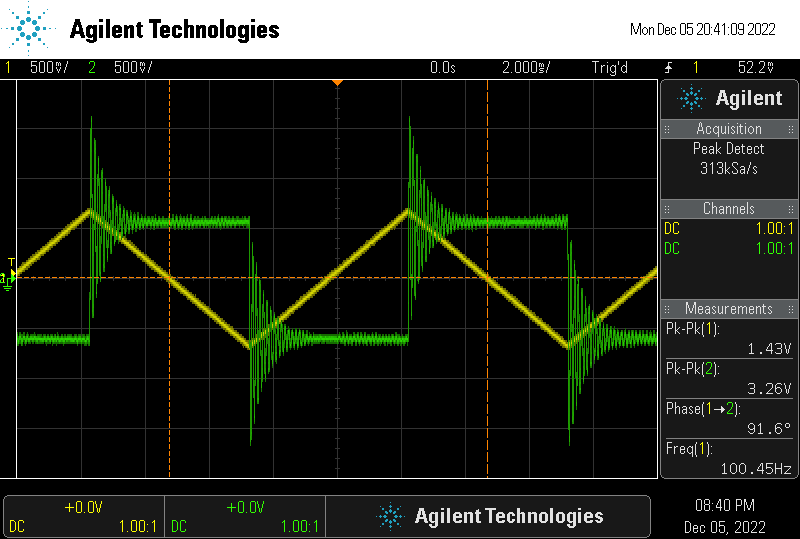 Agilent Technologies
Mon Dec 05 20:41:09 2022
1 500mV/ 2 500mV/ 0.0s 2.000ms/ Trig'd 1 52.2mV
Agilent
Acquisition
Peak Detect
313kSa/s
Channels
DC 1.00:1
DC 1.00:1
T
Measurements
Pk-Pk(1):
1.43V
Pk-Pk(2):
3.26V
Phase(1→2):
91.6°
Freq(1):
100.45Hz
+0.0V
DC 1.00:1
+0.0V
DC 1.00:1
Agilent Technologies
08:40 PM
Dec 05, 2022